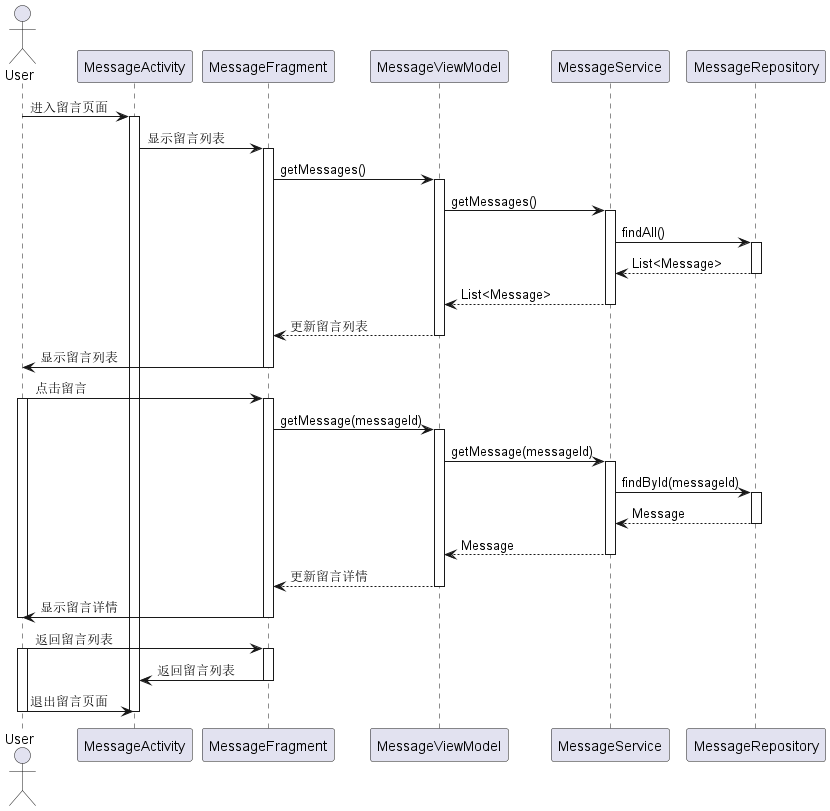 User
MessageActivity
MessageFragment
MessageViewModel
MessageService
MessageRepository
进入留言页面
显示留言列表
getMessages()
getMessages()
findAll()
List<Message>
List<Message>
更新留言列表
显示留言列表
点击留言
getMessage(messageId)
getMessage(messageId)
findById(messageId)
Message
Message
更新留言详情
显示留言详情
返回留言列表
返回留言列表
退出留言页面
User
MessageActivity
MessageFragment
MessageViewModel
MessageService
MessageRepository